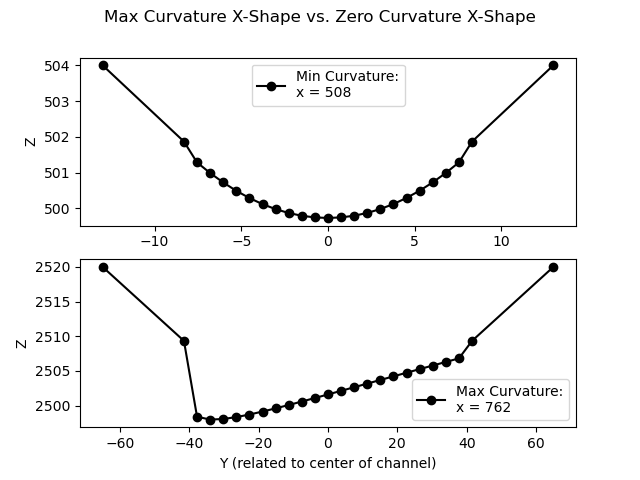 Max Curvature X-Shape vs. Zero Curvature X-Shape
504
503
502
501
500
Z
Min Curvature:
x = 508
−10
−5
0
5
10
2520
2515
2510
2505
2500
Z
Max Curvature:
x = 762
−60
−40
−20
0
20
40
60
Y (related to center of channel)